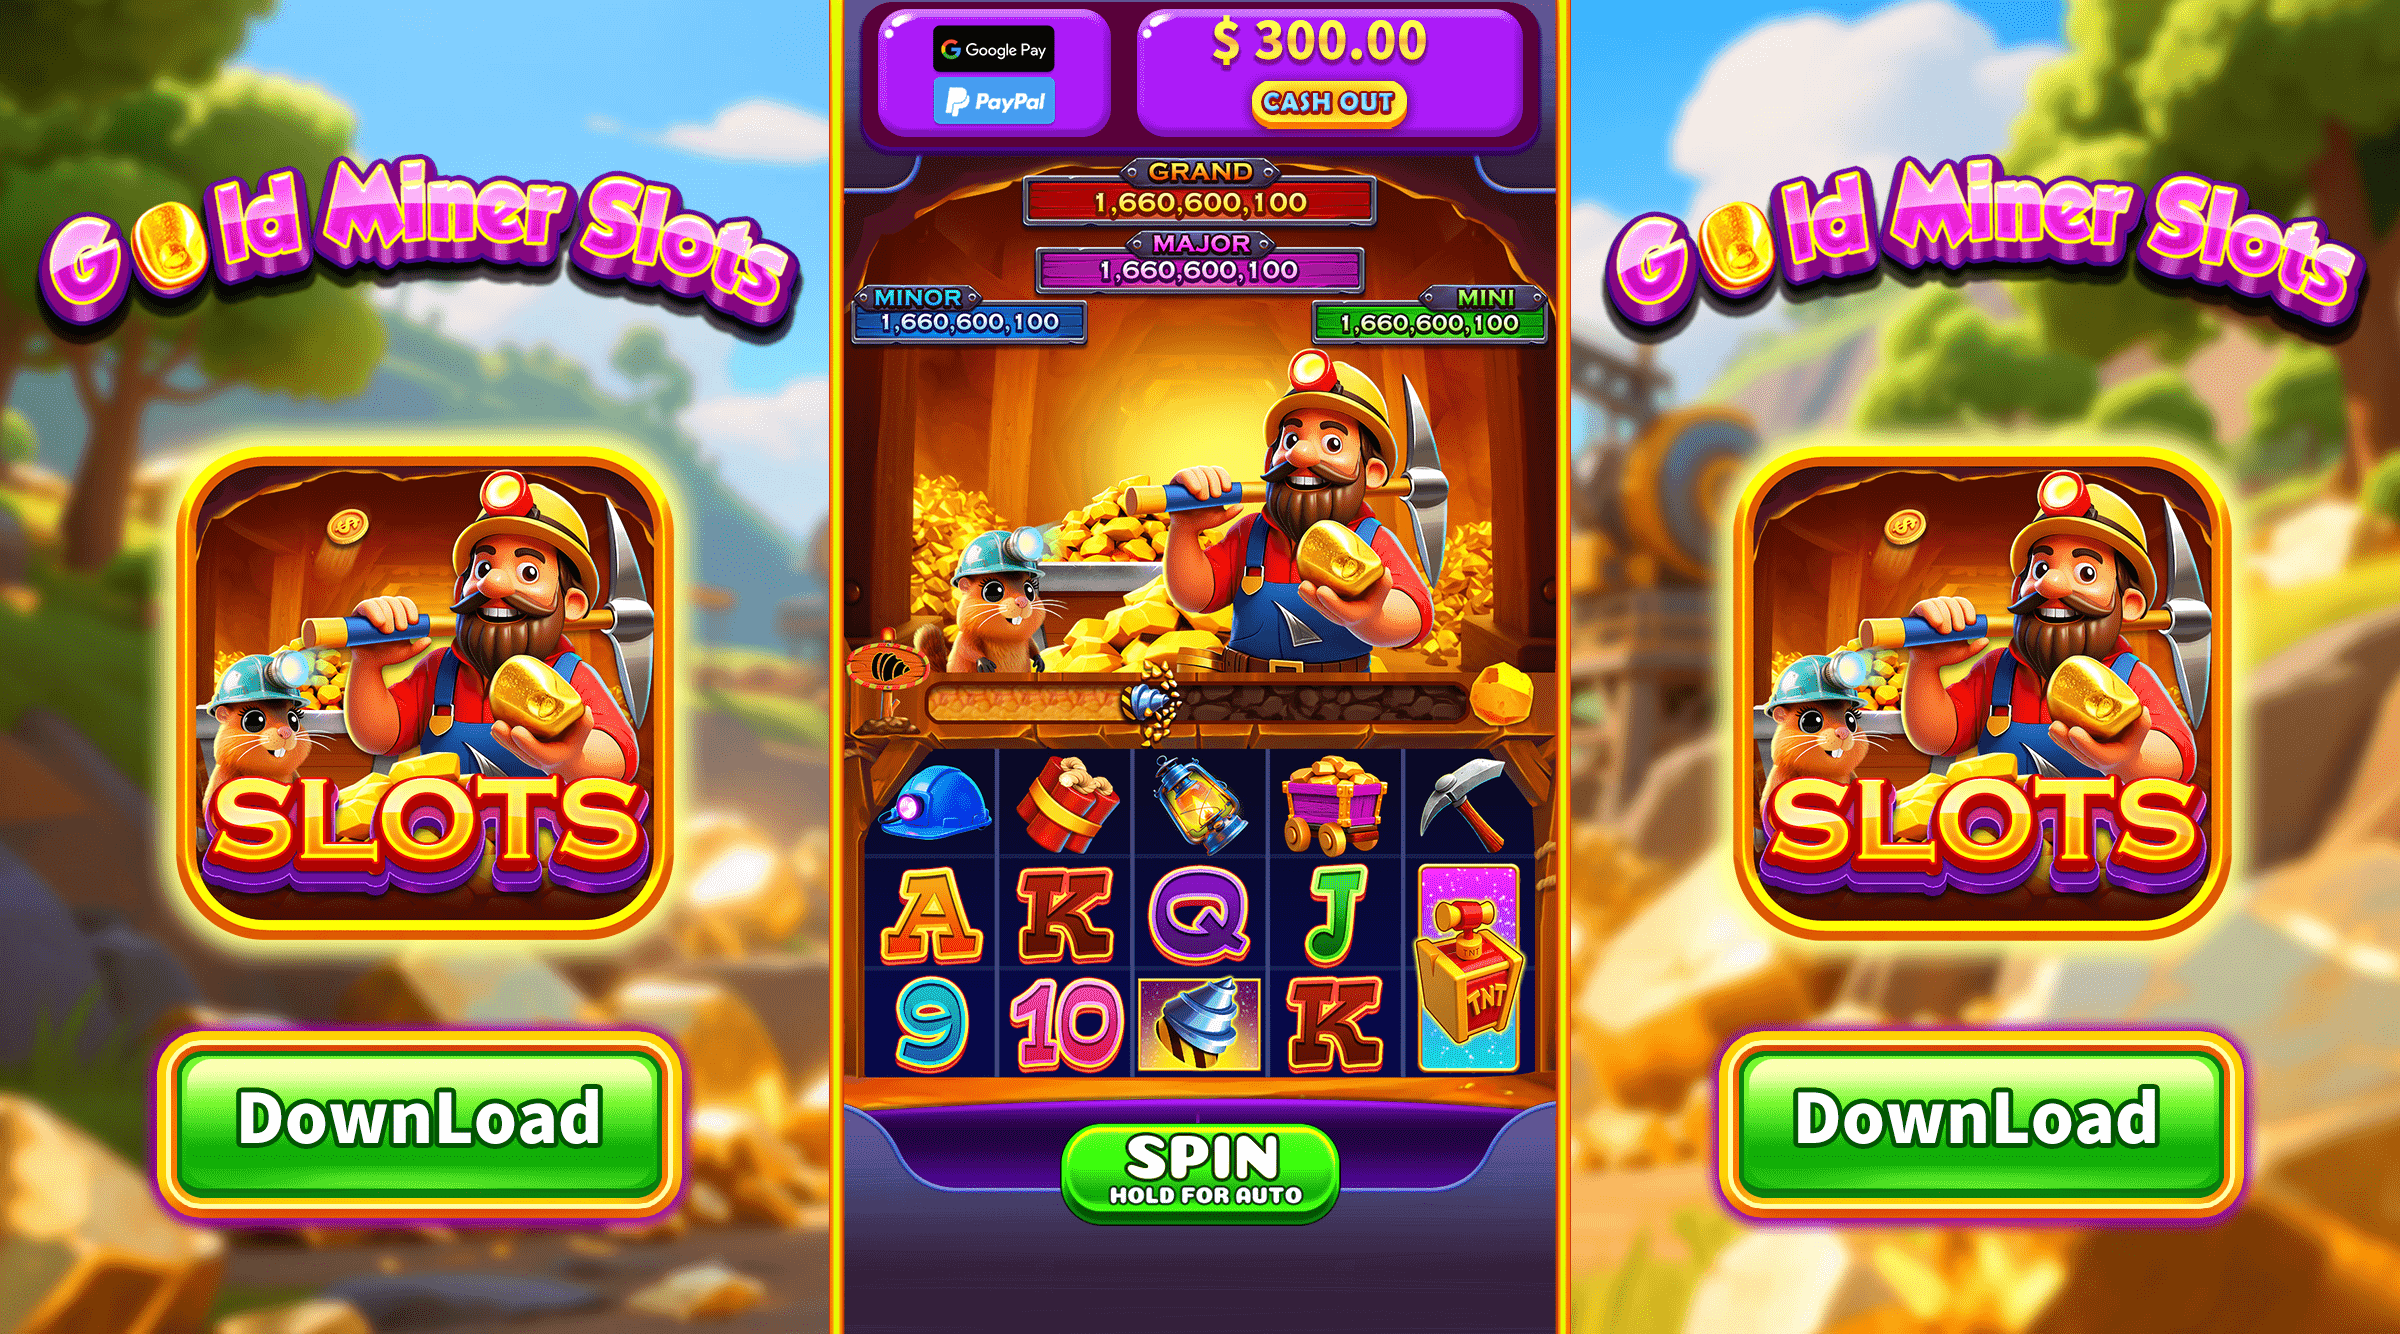 Gold Miner Slots
SLOTS
DownLoad
Google Pay
PayPal
$ 300.00
CASH OUT
GRAND
1,660,600,100
MAJOR
1,660,600,100
MINOR
1,660,600,100
MINI
1,660,600,100
A K Q J
TNT
TNT
9 10 K
SPIN
HOLD FOR AUTO
Gold Miner Slots
SLOTS
DownLoad